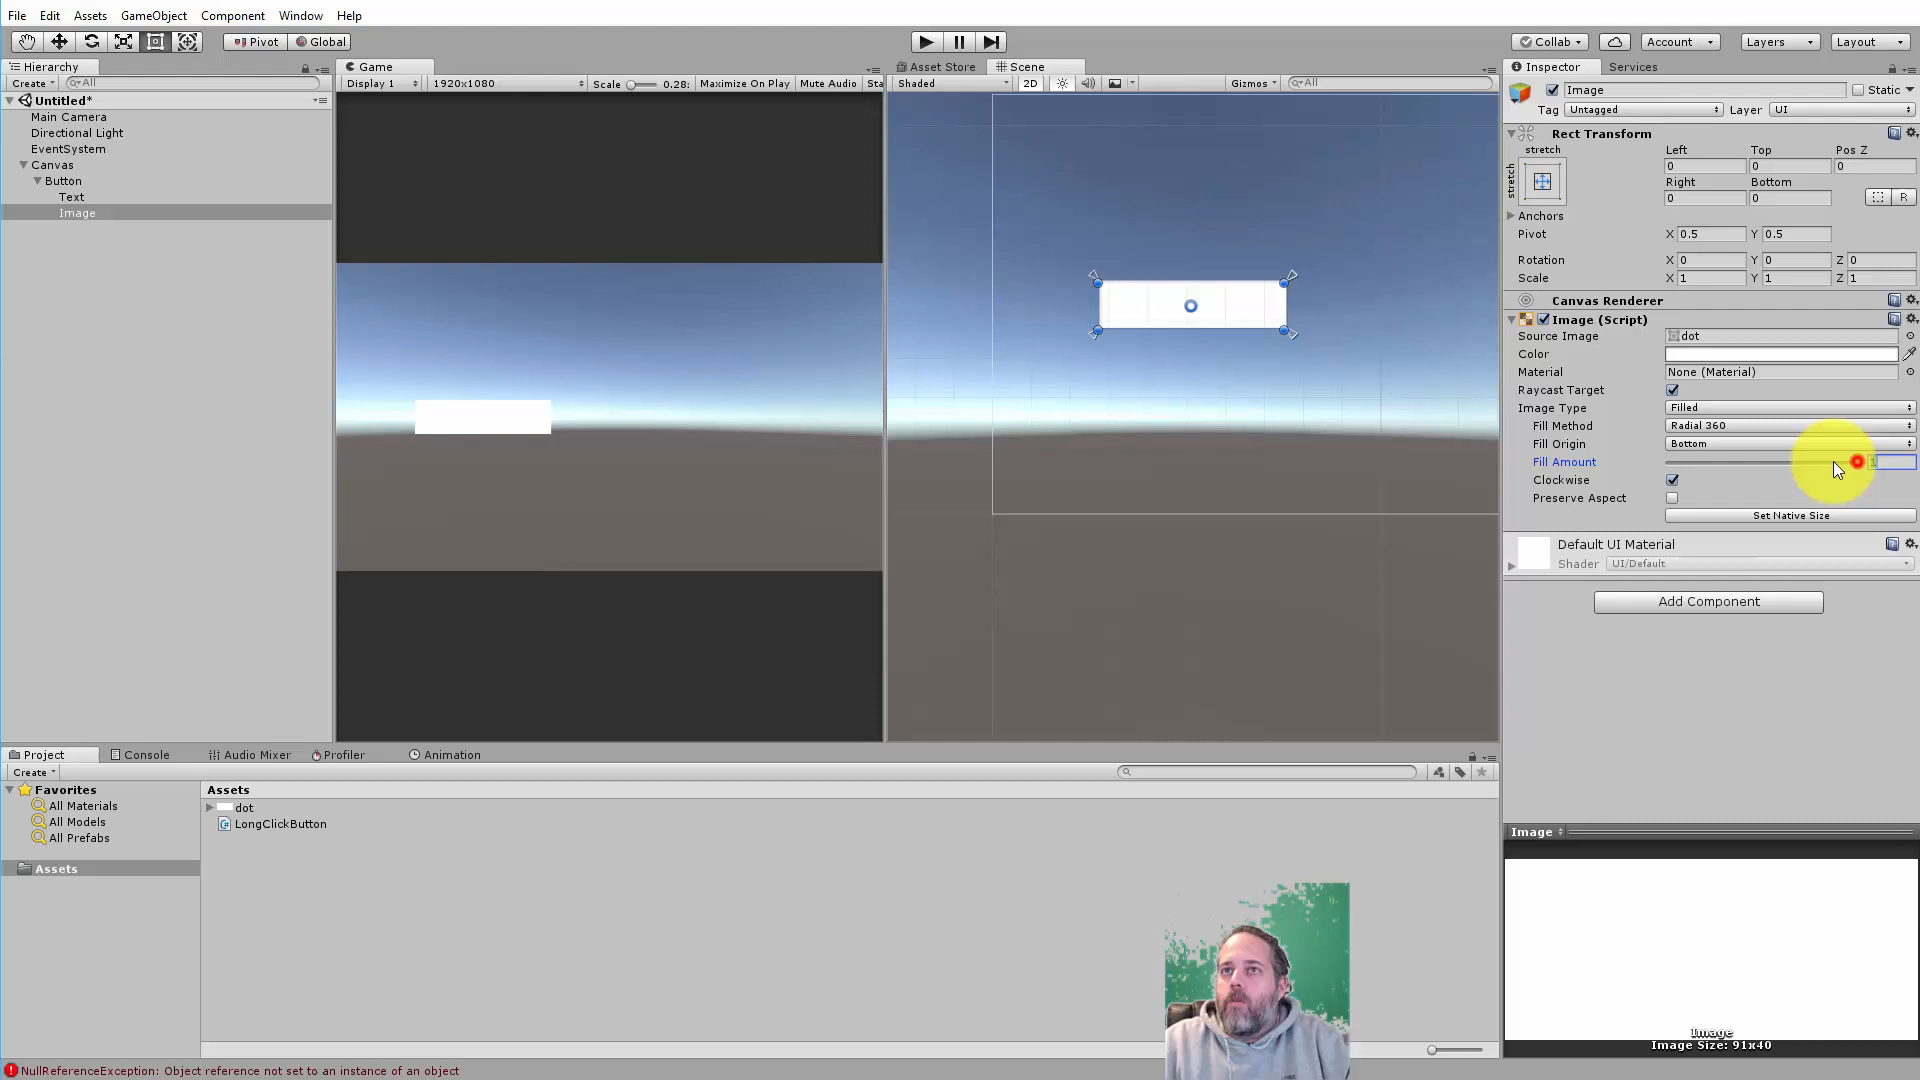 File Edit Assets GameObject Component Window Help
Pivot Global Collab Account Layers Layout
Hierarchy
Create All
Untitled*
Main Camera
Directional Light
EventSystem
Canvas
Button
Text
Image
Game
Display 1 1920x1080 Scale 0.28: Maximize On Play Mute Audio Sta
Asset Store Scene
Shaded 2D Gizmos All
Inspector Services
Image Static
Tag Untagged Layer UI
Rect Transform
stretch Left Top Pos Z
stretch
0 0 0
Right Bottom
0 0 R
Anchors
Pivot X 0.5 Y 0.5
Rotation X 0 Y 0 Z 0
Scale X 1 Y 1 Z 1
Canvas Renderer
Image (Script)
Source Image dot
Color
Material None (Material)
Raycast Target
Image Type Filled
Fill Method Radial 360
Fill Origin Bottom
Fill Amount 1
Clockwise
Preserve Aspect
Set Native Size
Default UI Material
Shader UI/Default
Add Component
Project Console Audio Mixer Profiler Animation
Create
Favorites
All Materials
All Models
All Prefabs
Assets
Assets
dot
LongClickButton
Image
Image
Image Size: 91x40
NullReferenceException: Object reference not set to an instance of an object